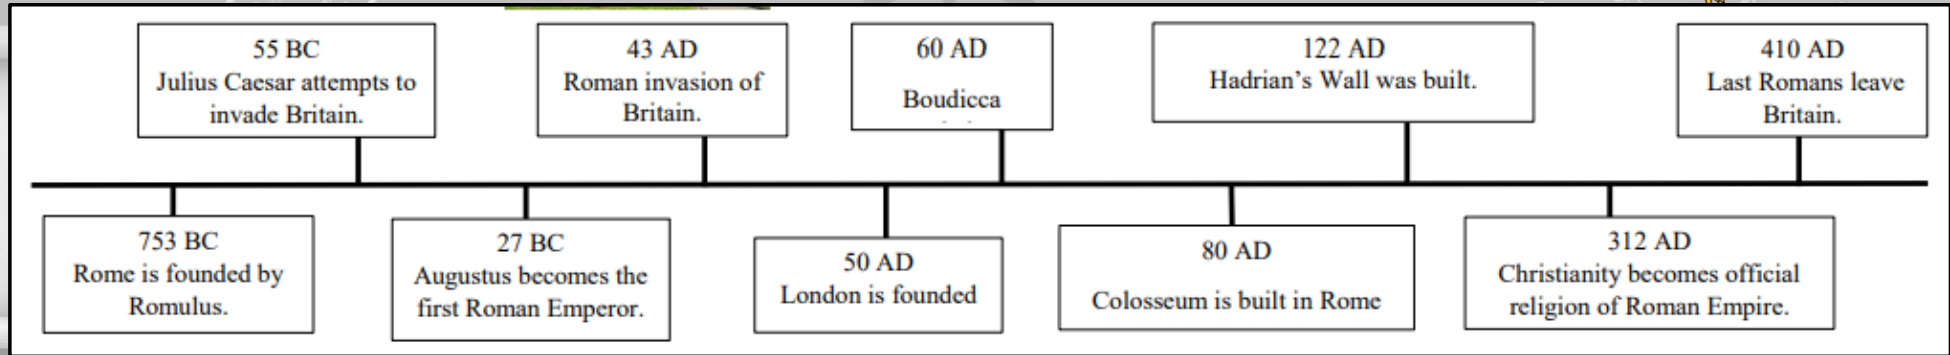 55 BC
Julius Caesar attempts to
invade Britain.
43 AD
Roman invasion of
Britain.
60 AD
Boudicca
122 AD
Hadrian's Wall was built.
410 AD
Last Romans leave
Britain.
753 BC
Rome is founded by
Romulus.
27 BC
Augustus becomes the
first Roman Emperor.
50 AD
London is founded
80 AD
Colosseum is built in Rome
312 AD
Christianity becomes official
religion of Roman Empire.